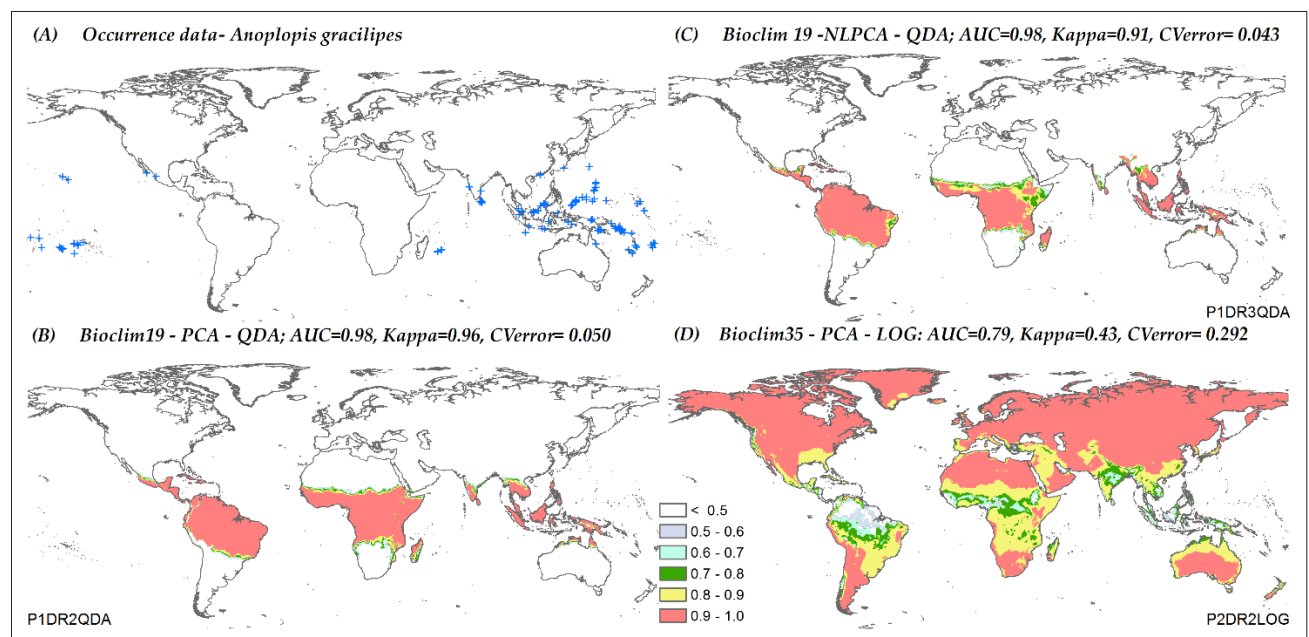 (A) Occurrence data- Anoplopis gracilipes
(C) Bioclim 19 -NLPCA - QDA; AUC=0.98, Kappa=0.91, CVerror= 0.043
P1DR3QDA
(B) Bioclim19 - PCA - QDA; AUC=0.98, Kappa=0.96, CVerror= 0.050
(D) Bioclim35 - PCA - LOG: AUC=0.79, Kappa=0.43, CVerror= 0.292
< 0.5
0.5 - 0.6
0.6 - 0.7
0.7 - 0.8
0.8 - 0.9
0.9 - 1.0
P1DR2QDA
P2DR2LOG